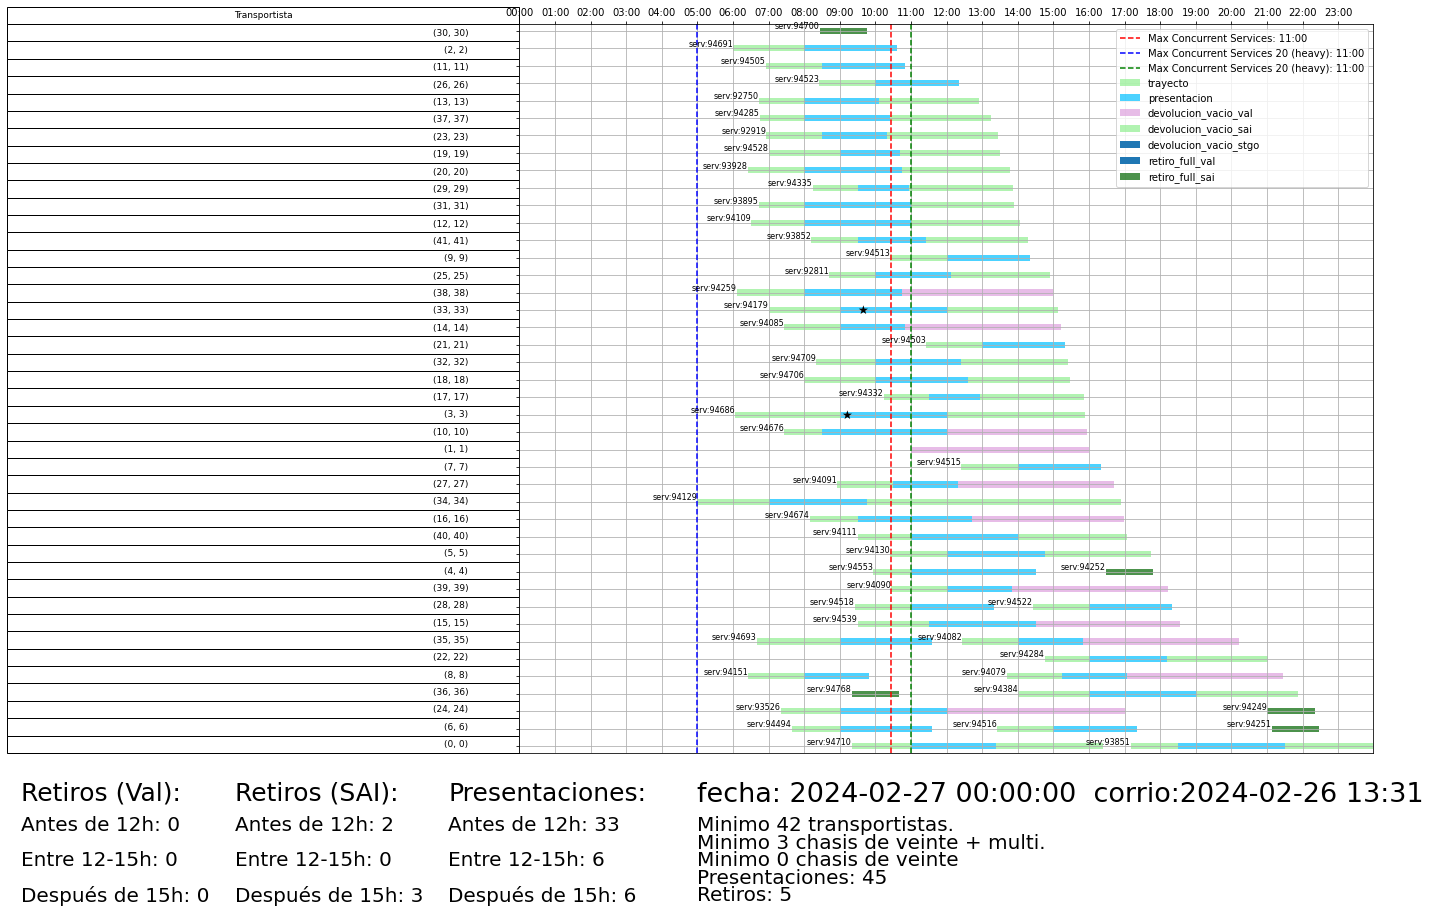 Transportista
00:00 01:00 02:00 03:00 04:00 05:00 06:00 07:00 08:00 09:00 10:00 11:00 12:00 13:00 14:00 15:00 16:00 17:00 18:00 19:00 20:00 21:00 22:00 23:00
Max Concurrent Services: 11:00
Max Concurrent Services 20 (heavy): 11:00
Max Concurrent Services 20 (heavy): 11:00
trayecto
presentacion
devolucion_vacio_val
devolucion_vacio_sai
devolucion_vacio_stgo
retiro_full_val
retiro_full_sai
(30, 30) serv:94700
(2, 2) serv:94691
(11, 11) serv:94505
(26, 26) serv:94523
(13, 13) serv:92750
(37, 37) serv:94285
(23, 23) serv:92919
(19, 19) serv:94528
(20, 20) serv:93928
(29, 29) serv:94335
(31, 31) serv:93895
(12, 12) serv:94109
(41, 41) serv:93852
(9, 9) serv:94513
(25, 25) serv:92811
(38, 38) serv:94259
(33, 33) serv:94179
(14, 14) serv:94085
(21, 21) serv:94503
(32, 32) serv:94709
(18, 18) serv:94706
(17, 17) serv:94332
(3, 3) serv:94686
(10, 10) serv:94676
(1, 1)
(7, 7) serv:94515
(27, 27) serv:94091
(34, 34) serv:94129
(16, 16) serv:94674
(40, 40) serv:94111
(5, 5) serv:94130
(4, 4) serv:94553 serv:94252
(39, 39) serv:94090
(28, 28) serv:94518 serv:94522
(15, 15) serv:94539
(35, 35) serv:94693 serv:94082
(22, 22) serv:94284
(8, 8) serv:94151 serv:94079
(36, 36) serv:94768 serv:94384
(24, 24) serv:93526 serv:94249
(6, 6) serv:94494 serv:94516 serv:94251
(0, 0) serv:94710 serv:93851
Retiros (Val):
Antes de 12h: 0
Entre 12-15h: 0
Después de 15h: 0
Retiros (SAI):
Antes de 12h: 2
Entre 12-15h: 0
Después de 15h: 3
Presentaciones:
Antes de 12h: 33
Entre 12-15h: 6
Después de 15h: 6
fecha: 2024-02-27 00:00:00 corrio:2024-02-26 13:31
Minimo 42 transportistas.
Minimo 3 chasis de veinte + multi.
Minimo 0 chasis de veinte
Presentaciones: 45
Retiros: 5